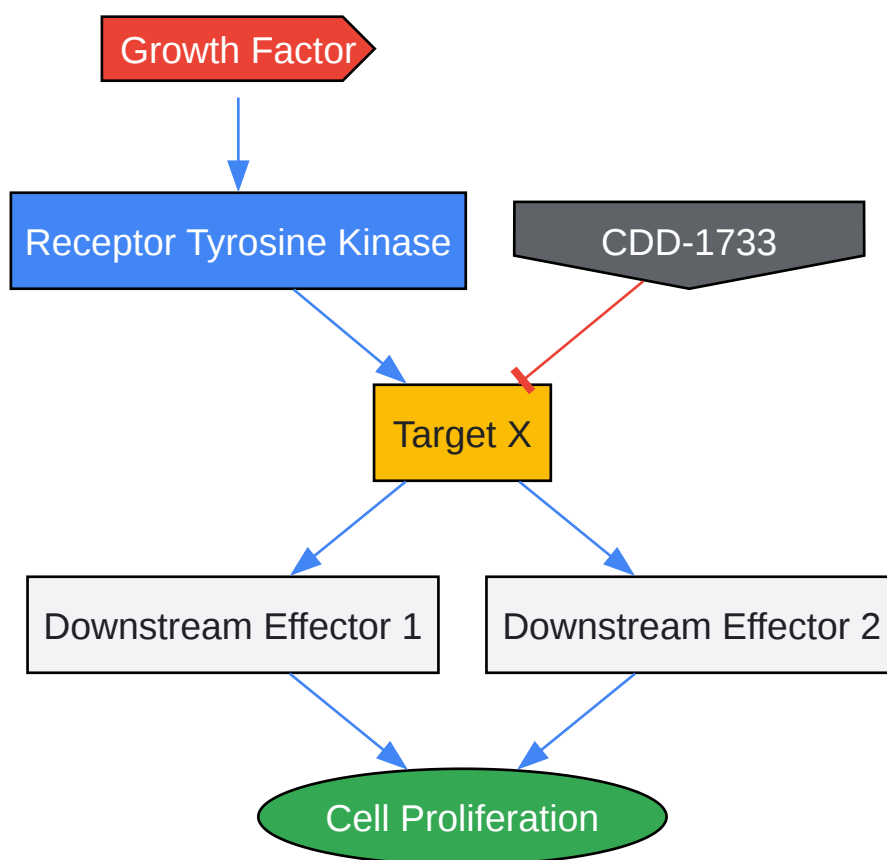 Growth Factor
Receptor Tyrosine Kinase
CDD-1733
Target X
Downstream Effector 1
Downstream Effector 2
Cell Proliferation